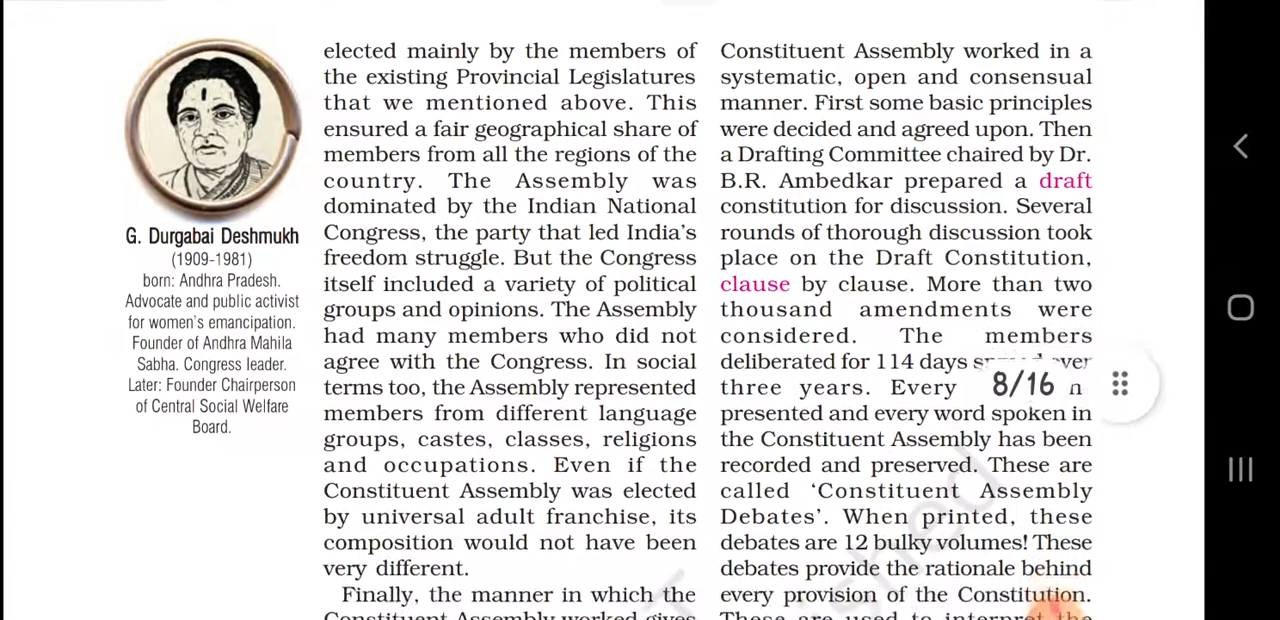 G. Durgabai Deshmukh
(1909-1981)
born: Andhra Pradesh.
Advocate and public activist
for women's emancipation.
Founder of Andhra Mahila
Sabha. Congress leader.
Later: Founder Chairperson
of Central Social Welfare
Board.
elected mainly by the members of
the existing Provincial Legislatures
that we mentioned above. This
ensured a fair geographical share of
members from all the regions of the
country. The Assembly was
dominated by the Indian National
Congress, the party that led India's
freedom struggle. But the Congress
itself included a variety of political
groups and opinions. The Assembly
had many members who did not
agree with the Congress. In social
terms too, the Assembly represented
members from different language
groups, castes, classes, religions
and occupations. Even if the
Constituent Assembly was elected
by universal adult franchise, its
composition would not have been
very different.
Finally, the manner in which the
Constituent Assembly worked gives
Constituent Assembly worked in a
systematic, open and consensual
manner. First some basic principles
were decided and agreed upon. Then
a Drafting Committee chaired by Dr.
B.R. Ambedkar prepared a draft
constitution for discussion. Several
rounds of thorough discussion took
place on the Draft Constitution,
clause by clause. More than two
thousand amendments were
considered. The members
deliberated for 114 days
three years. Every
presented and every word spoken in
the Constituent Assembly has been
recorded and preserved. These are
called 'Constituent Assembly
Debates'. When printed, these
debates are 12 bulky volumes! These
debates provide the rationale behind
every provision of the Constitution.
These are used to interpret the
8/16